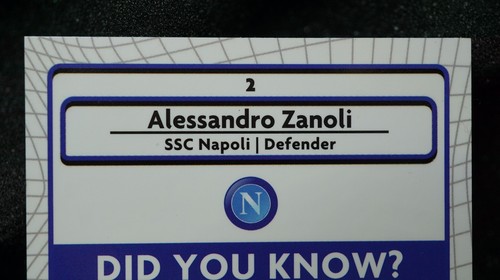 2
Alessandro Zanoli
SSC Napoli | Defender
N
DID YOU KNOW?